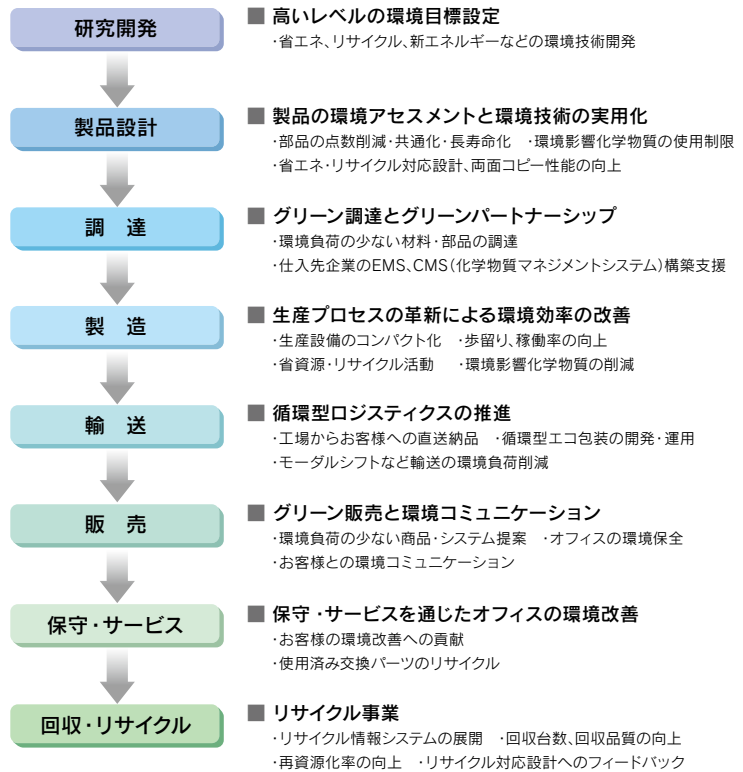 研究開発
■ 高いレベルの環境目標設定
・省エネ、リサイクル、新エネルギーなどの環境技術開発
製品設計
■ 製品の環境アセスメントと環境技術の実用化
・部品の点数削減・共通化・長寿命化　・環境影響化学物質の使用制限
・省エネ・リサイクル対応設計、両面コピー性能の向上
調　達
■ グリーン調達とグリーンパートナーシップ
・環境負荷の少ない材料・部品の調達
・仕入先企業のEMS、CMS（化学物質マネジメントシステム）構築支援
製　造
■ 生産プロセスの革新による環境効率の改善
・生産設備のコンパクト化　・歩留り、稼働率の向上
・省資源・リサイクル活動　・環境影響化学物質の削減
輸　送
■ 循環型ロジスティクスの推進
・工場からお客様への直送納品　・循環型エコ包装の開発・運用
・モーダルシフトなど輸送の環境負荷削減
販　売
■ グリーン販売と環境コミュニケーション
・環境負荷の少ない商品・システム提案　・オフィスの環境保全
・お客様との環境コミュニケーション
保守・サービス
■ 保守・サービスを通じたオフィスの環境改善
・お客様の環境改善への貢献
・使用済み交換パーツのリサイクル
回収・リサイクル
■ リサイクル事業
・リサイクル情報システムの展開　・回収台数、回収品質の向上
・再資源化率の向上　・リサイクル対応設計へのフィードバック